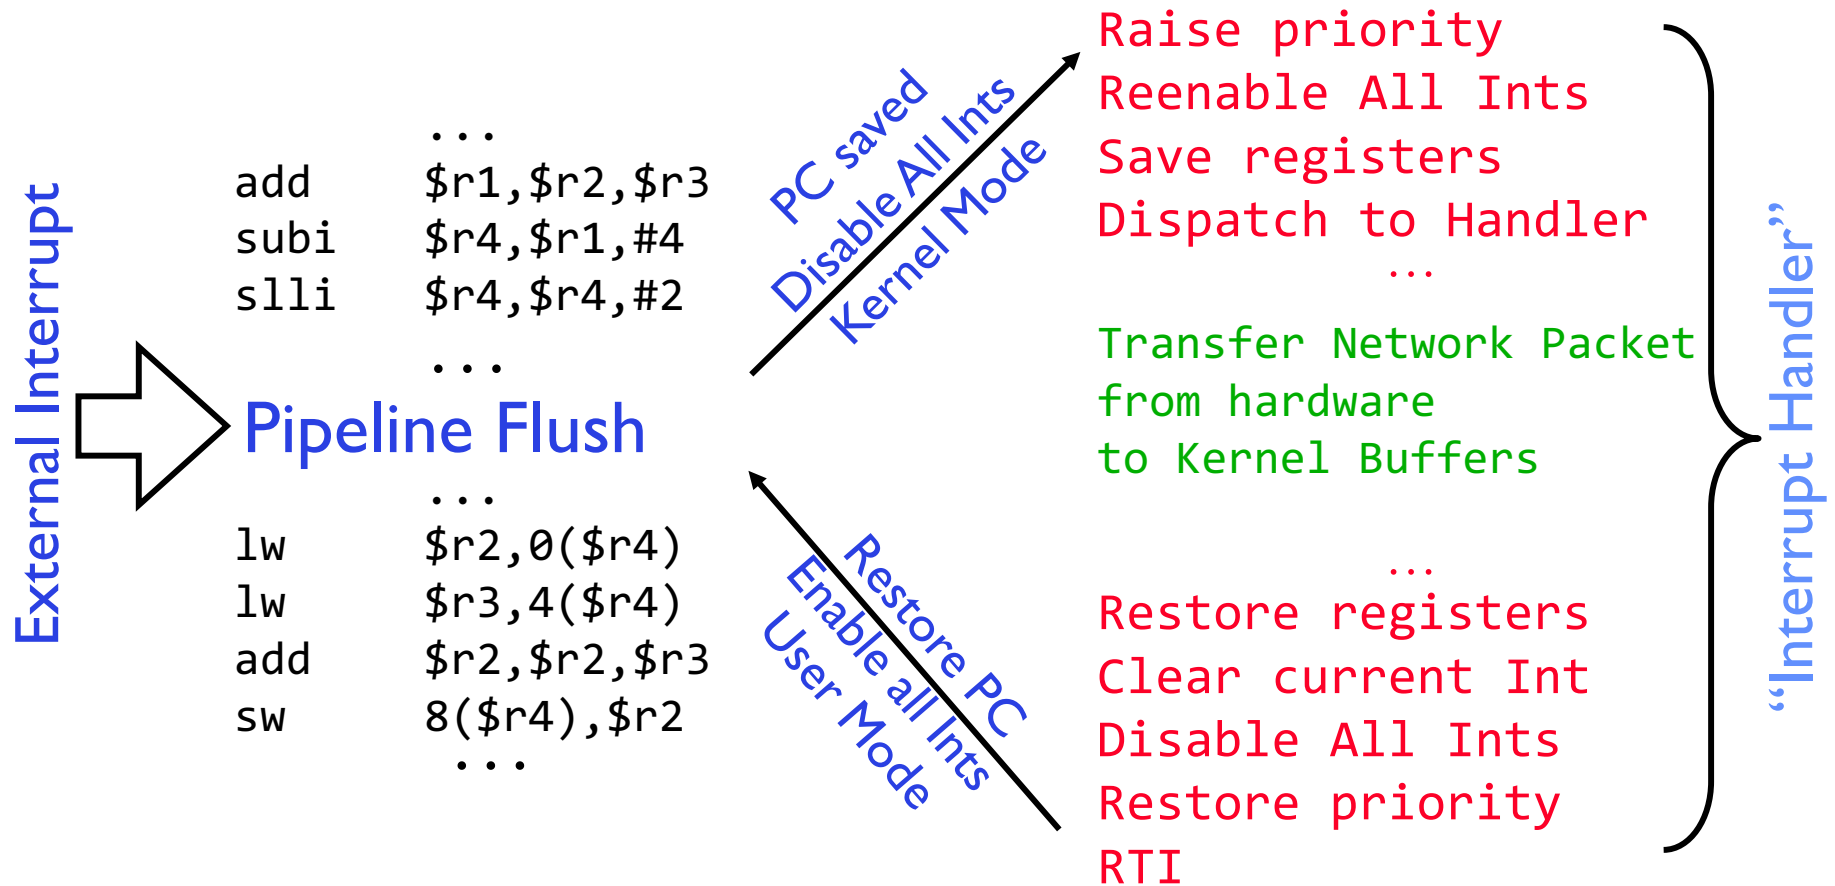 External Interrupt
...
add $r1,$r2,$r3
subi $r4,$r1,#4
slli $r4,$r4,#2
...
Pipeline Flush
...
lw $r2,0($r4)
lw $r3,4($r4)
add $r2,$r2,$r3
sw 8($r4),$r2
...
PC saved
Disable All Ints
Kernel Mode
Raise priority
Reenable All Ints
Save registers
Dispatch to Handler
...
Transfer Network Packet
from hardware
to Kernel Buffers
...
Restore registers
Clear current Int
Disable All Ints
Restore priority
RTI
Restore PC
Enable all Ints
User Mode
“Interrupt Handler”